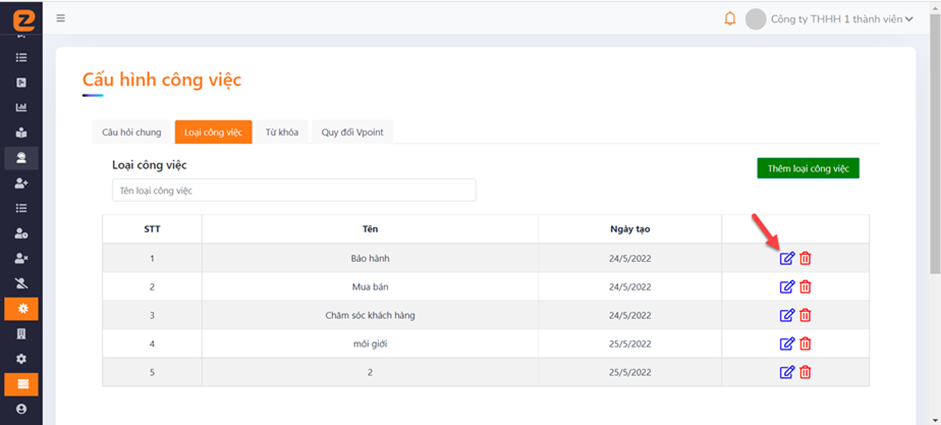 Công ty THHH 1 thành viên
Cấu hình công việc
Câu hỏi chung Loại công việc Từ khóa Quy đổi Vpoint
Loại công việc
Thêm loại công việc
Tên loại công việc
STT Tên Ngày tạo
1 Bảo hành 24/5/2022
2 Mua bán 24/5/2022
3 Chăm sóc khách hàng 24/5/2022
4 môi giới 25/5/2022
5 2 25/5/2022